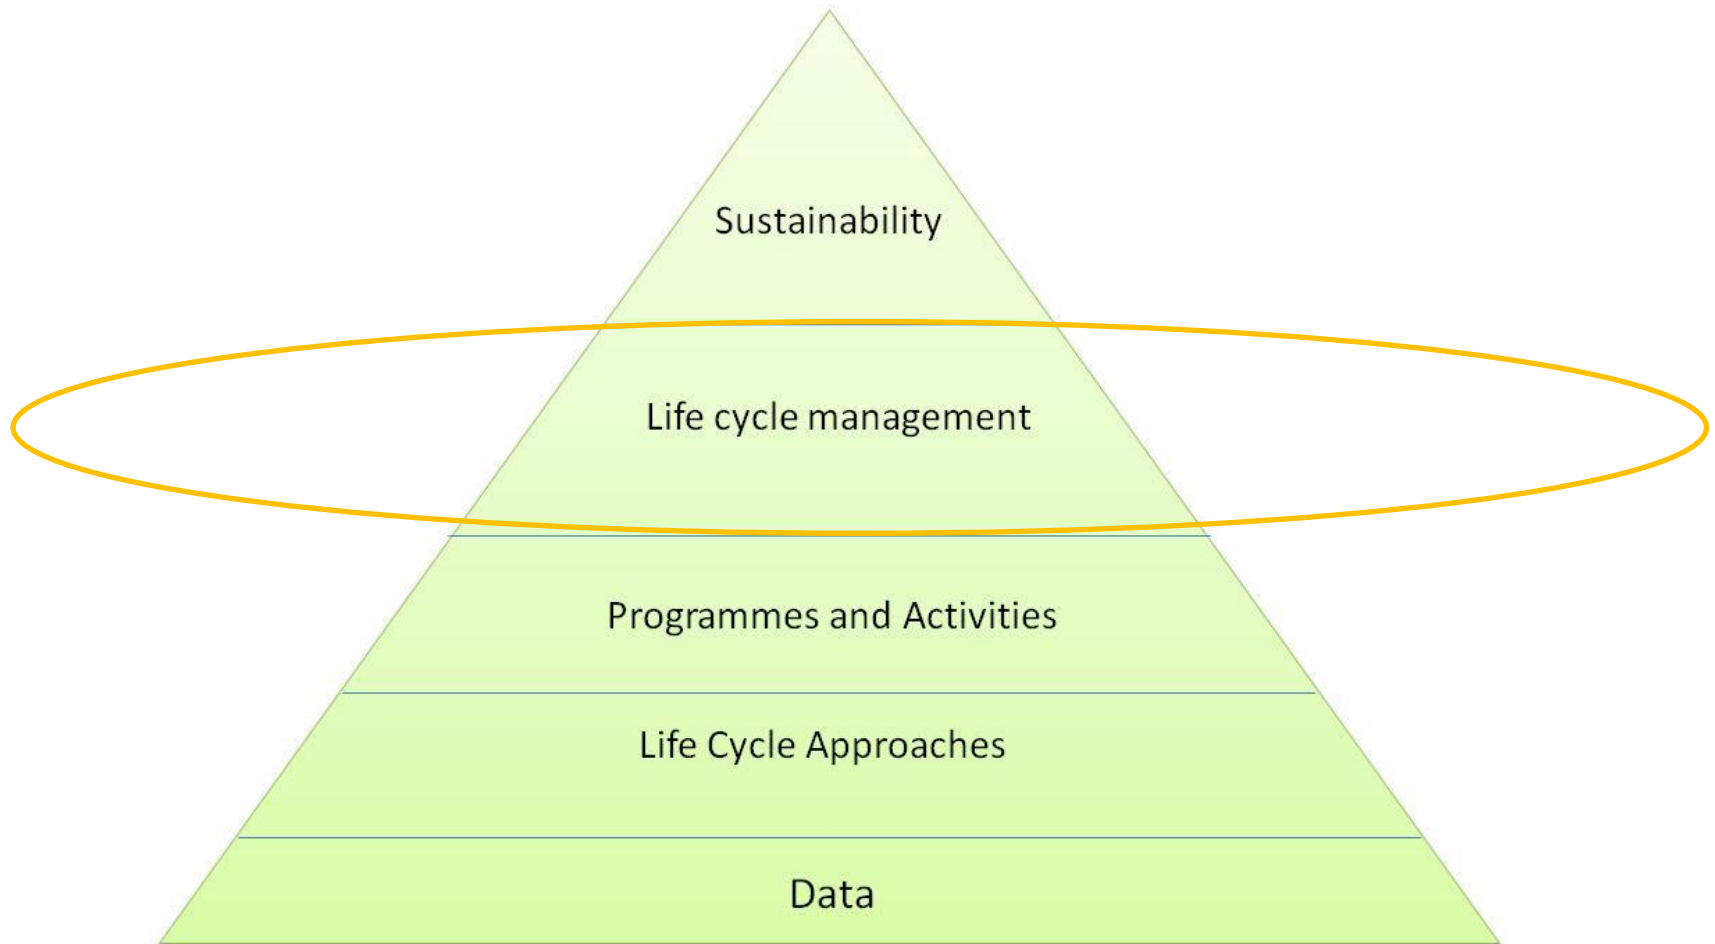 Sustainability
Life cycle management
Programmes and Activities
Life Cycle Approaches
Data